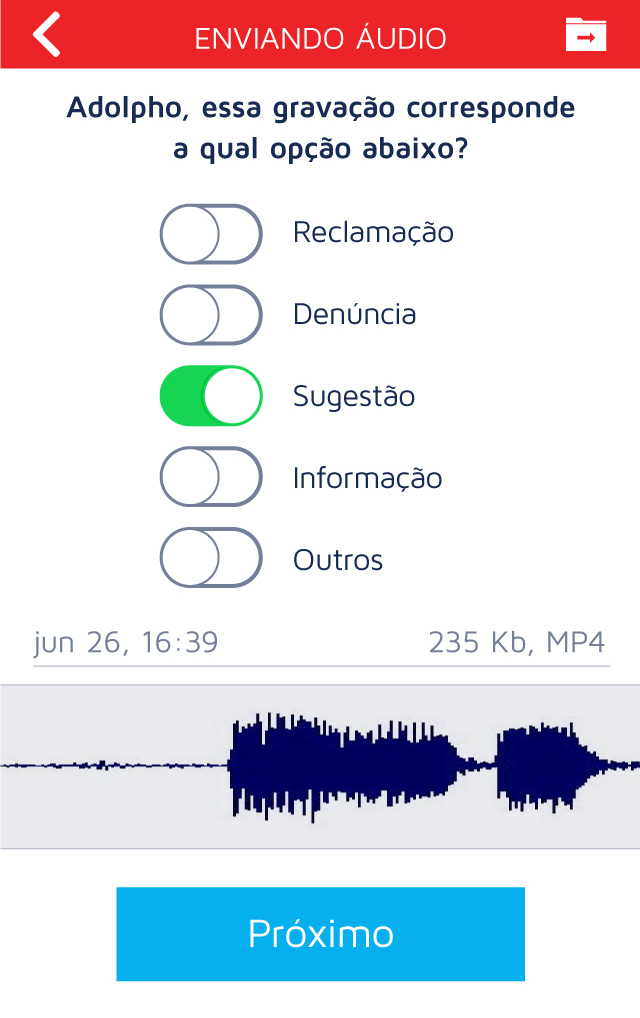 ENVIANDO ÁUDIO
Adolpho, essa gravação corresponde
a qual opção abaixo?
Reclamação
Denúncia
Sugestão
Informação
Outros
jun 26, 16:39 235 Kb, MP4
Próximo